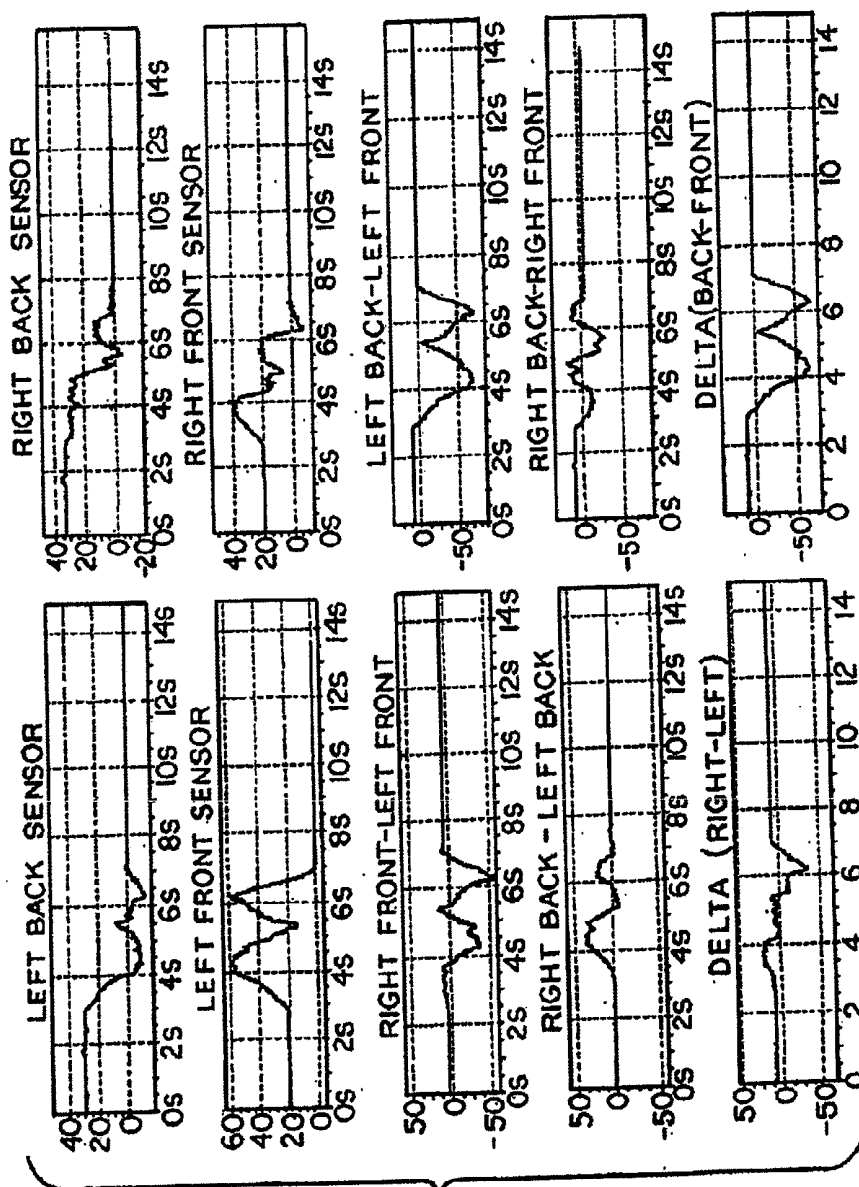 LEFT BACK SENSOR
40
20
0
0S 2S 4S 6S 8S 10S 12S 14S
RIGHT BACK SENSOR
40
20
0
-20
0S 2S 4S 6S 8S 10S 12S 14S
LEFT FRONT SENSOR
60
40
20
0
0S 2S 4S 6S 8S 10S 12S 14S
RIGHT FRONT SENSOR
40
20
0
0S 2S 4S 6S 8S 10S 12S 14S
RIGHT FRONT-LEFT FRONT
50
0
-50
0S 2S 4S 6S 8S 10S 12S 14S
LEFT BACK-LEFT FRONT
0
-50
0S 2S 4S 6S 8S 10S 12S 14S
RIGHT BACK - LEFT BACK
50
0
-50
0S 2S 4S 6S 8S 10S 12S 14S
RIGHT BACK-RIGHT FRONT
0
-50
0S 2S 4S 6S 8S 10S 12S 14S
DELTA (RIGHT-LEFT)
50
0
-50
0 2 4 6 8 10 12 14
DELTA(BACK-FRONT)
0
-50
0 2 4 6 8 10 12 14